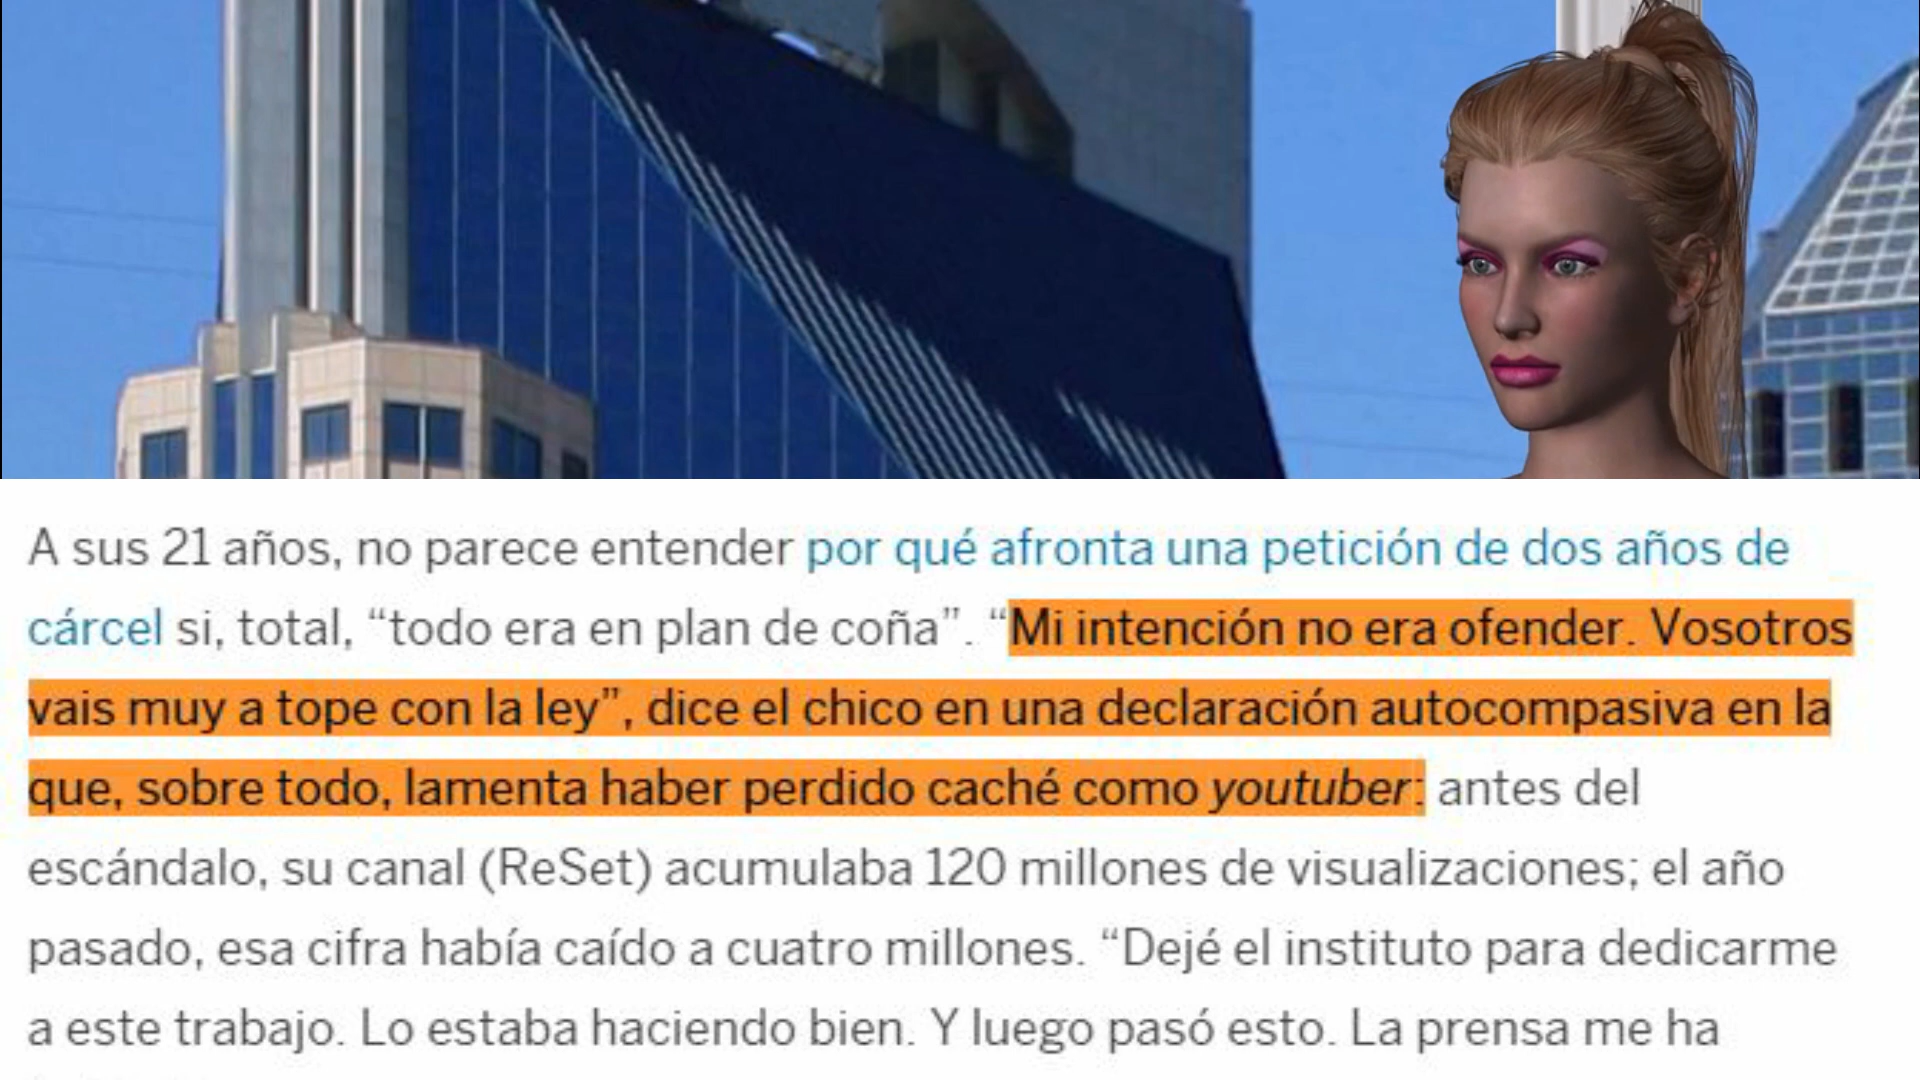 A sus 21 años, no parece entender por qué afronta una petición de dos años de
cárcel si, total, “todo era en plan de coña”. “Mi intención no era ofender. Vosotros
vais muy a tope con la ley”, dice el chico en una declaración autocompasiva en la
que, sobre todo, lamenta haber perdido caché como youtuber: antes del
escándalo, su canal (ReSet) acumulaba 120 millones de visualizaciones; el año
pasado, esa cifra había caído a cuatro millones. “Dejé el instituto para dedicarme
a este trabajo. Lo estaba haciendo bien. Y luego pasó esto. La prensa me ha